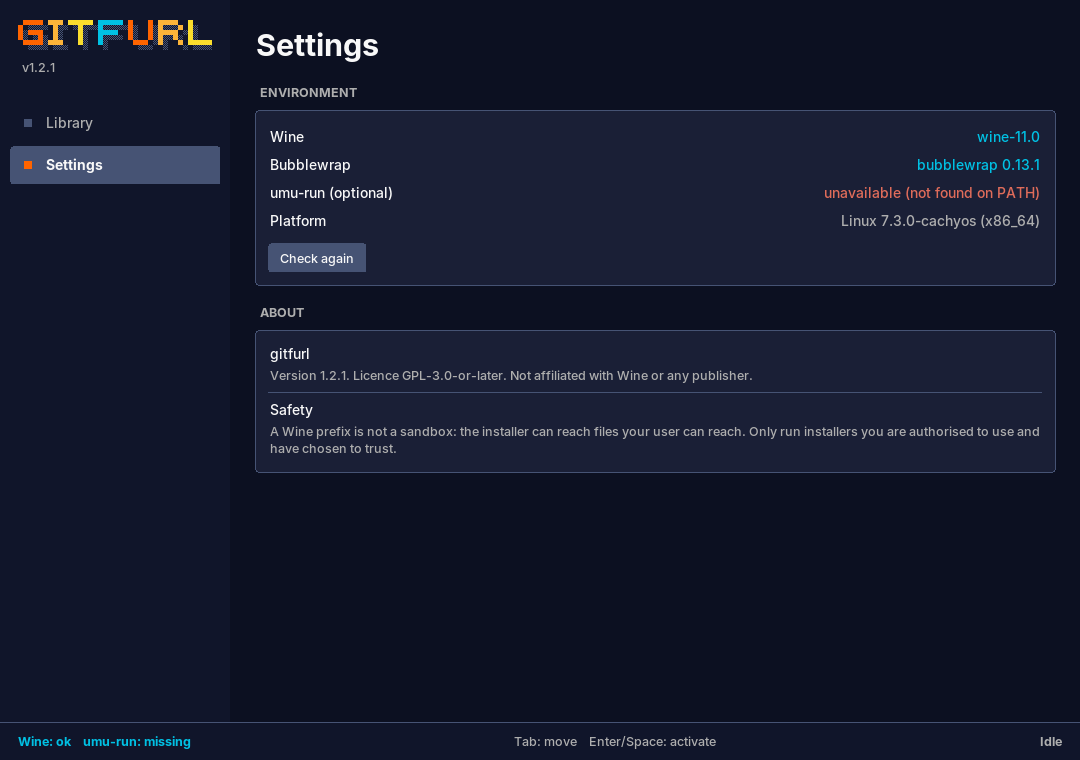 GITFURL
v1.2.1
Library
Settings
Settings
ENVIRONMENT
Wine wine-11.0
Bubblewrap bubblewrap 0.13.1
umu-run (optional) unavailable (not found on PATH)
Platform Linux 7.3.0-cachyos (x86_64)
Check again
ABOUT
gitfurl
Version 1.2.1. Licence GPL-3.0-or-later. Not affiliated with Wine or any publisher.
Safety
A Wine prefix is not a sandbox: the installer can reach files your user can reach. Only run installers you are authorised to use and
have chosen to trust.
Wine: ok umu-run: missing Tab: move Enter/Space: activate Idle